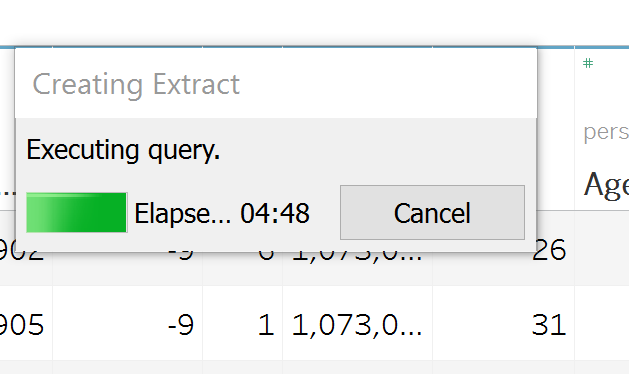 Creating Extract
#
pers
Executing query.
Age
... Elapse... 04:48 Cancel
902 -9 6 1,073,0... 26
905 -9 1 1,073,0... 31